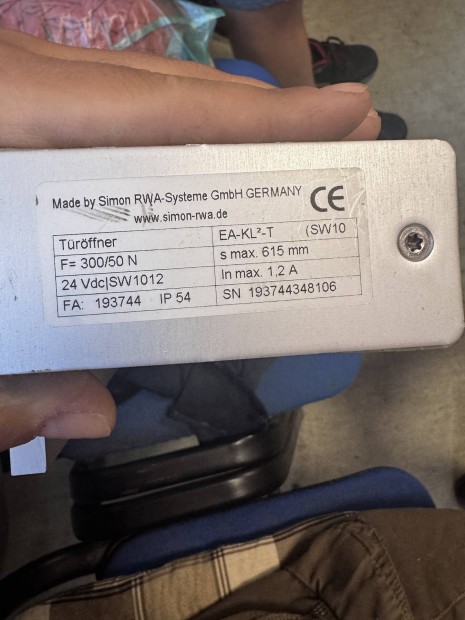 Made by Simon RWA-Systeme GmbH GERMANY
www.simon-rwa.de
CE
Türöffner EA-KL²-T (SW10
F= 300/50 N s max. 615 mm
24 Vdc|SW1012 In max. 1,2 A
FA: 193744 IP 54 SN 193744348106